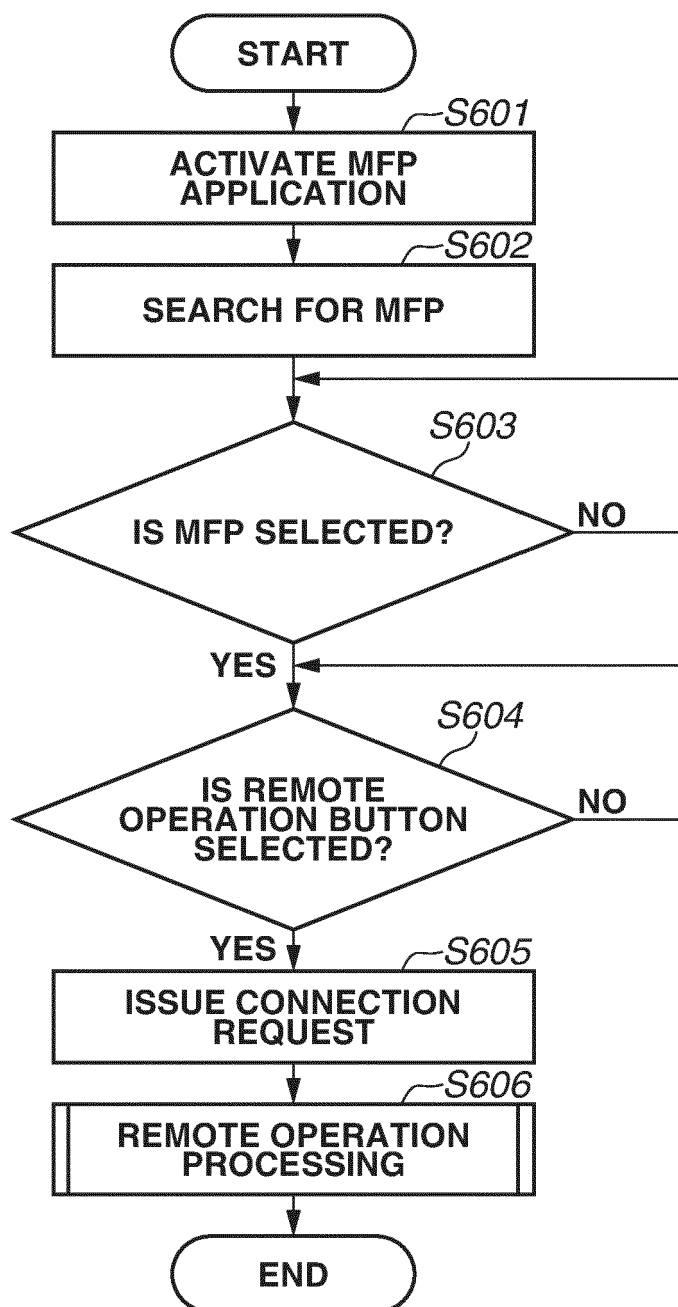 START
S601
ACTIVATE MFP
APPLICATION
S602
SEARCH FOR MFP
S603
IS MFP SELECTED?
NO
YES
S604
IS REMOTE
OPERATION BUTTON
SELECTED?
NO
YES
S605
ISSUE CONNECTION
REQUEST
S606
REMOTE OPERATION
PROCESSING
END